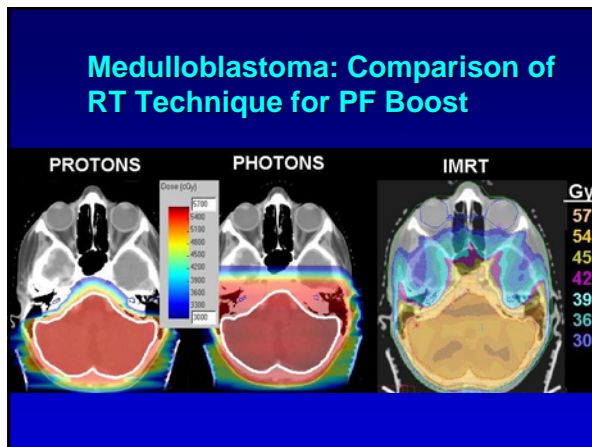 Medulloblastoma: Comparison of
RT Technique for PF Boost
PROTONS
PHOTONS
IMRT
Dose (cGy)
5700
5400
5100
4800
4500
4200
3900
3600
3300
3000
Gy
57
54
45
42
39
36
30